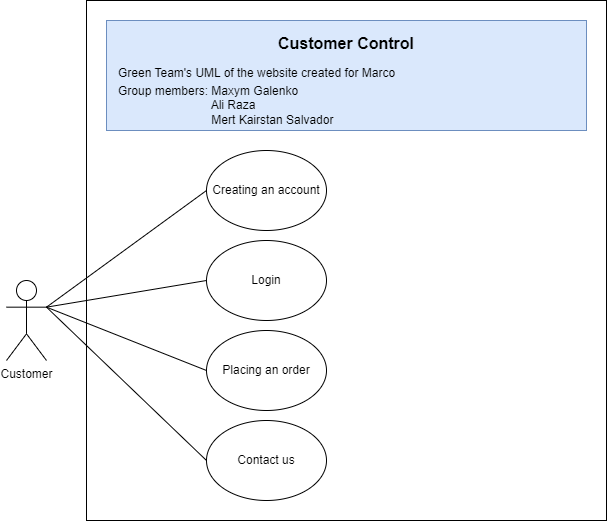 Customer Control
Green Team's UML of the website created for Marco
Group members: Maxym Galenko
Ali Raza
Mert Kairstan Salvador
Creating an account
Login
Placing an order
Contact us
Customer